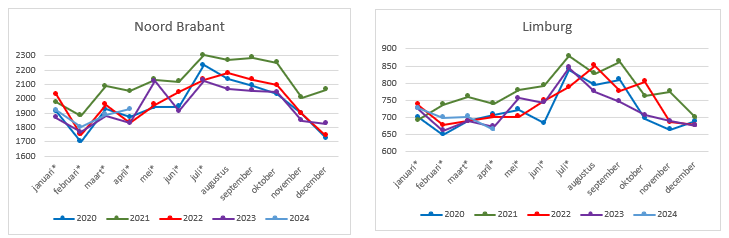 Noord Brabant
2300
2200
2100
2000
1900
1800
1700
1600
januari*
februari*
maart*
april*
mei*
juni*
juli*
augustus
september
oktober
november
december
2020 2021 2022 2023 2024
Limburg
900
850
800
750
700
650
600
januari*
februari*
maart*
april*
mei*
juni*
juli*
augustus
september
oktober
november
december
2020 2021 2022 2023 2024